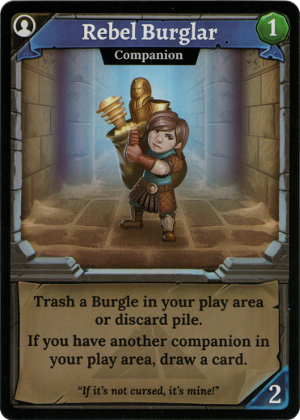 Rebel Burglar
1
Companion
Trash a Burgle in your play area
or discard pile.
If you have another companion in
your play area, draw a card.
"If it's not cursed, it's mine!"
2